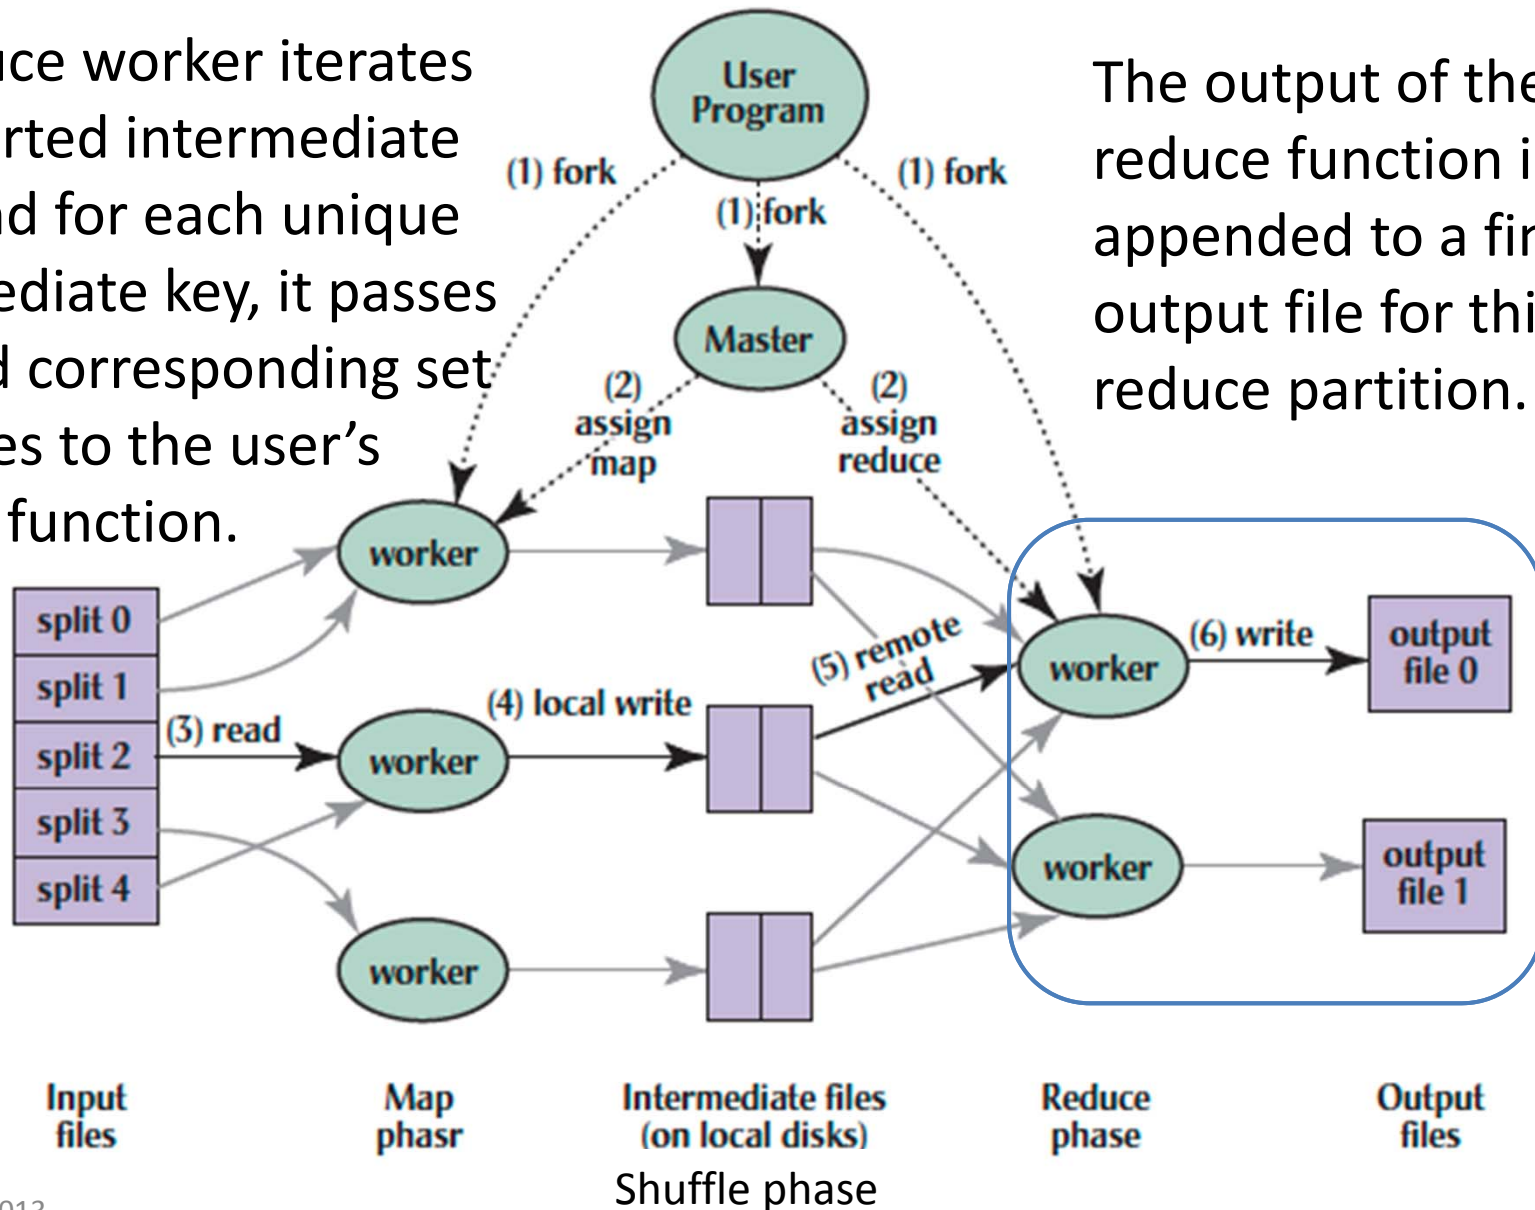 uce worker iterates
rted intermediate
d for each unique
ediate key, it passes
d corresponding set
es to the user’s
function.
The output of the
reduce function i
appended to a fin
output file for thi
reduce partition.
User
Program
(1) fork
(1) fork
(1) fork
Master
(2)
assign
map
(2)
assign
reduce
worker
split 0
split 1
split 2
split 3
split 4
(3) read
worker
(4) local write
(5) remote
read
worker
(6) write
output
file 0
worker
output
file 1
worker
Input
files
Map
phasr
Intermediate files
(on local disks)
Reduce
phase
Output
files
Shuffle phase